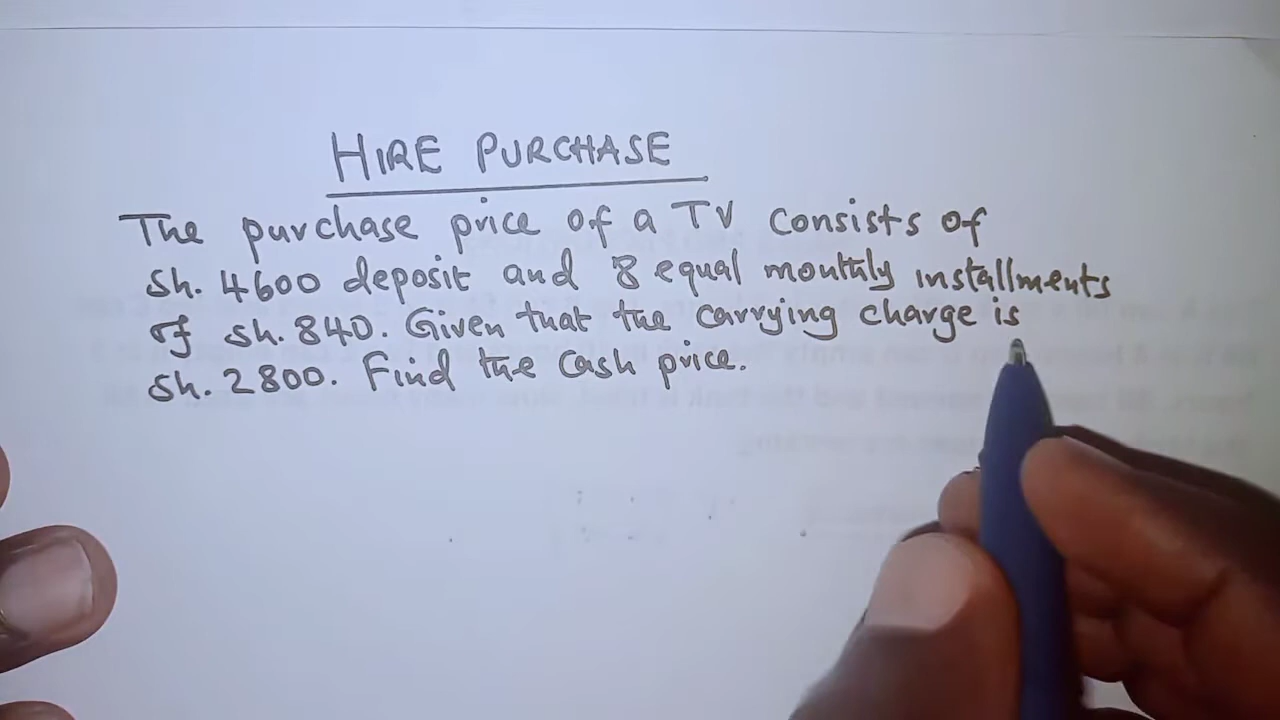 HIRE PURCHASE
The purchase price of a TV consists of
sh. 4600 deposit and 8 equal monthly installments
of sh. 840. Given that the carrying charge is
sh. 2800. Find the cash price.